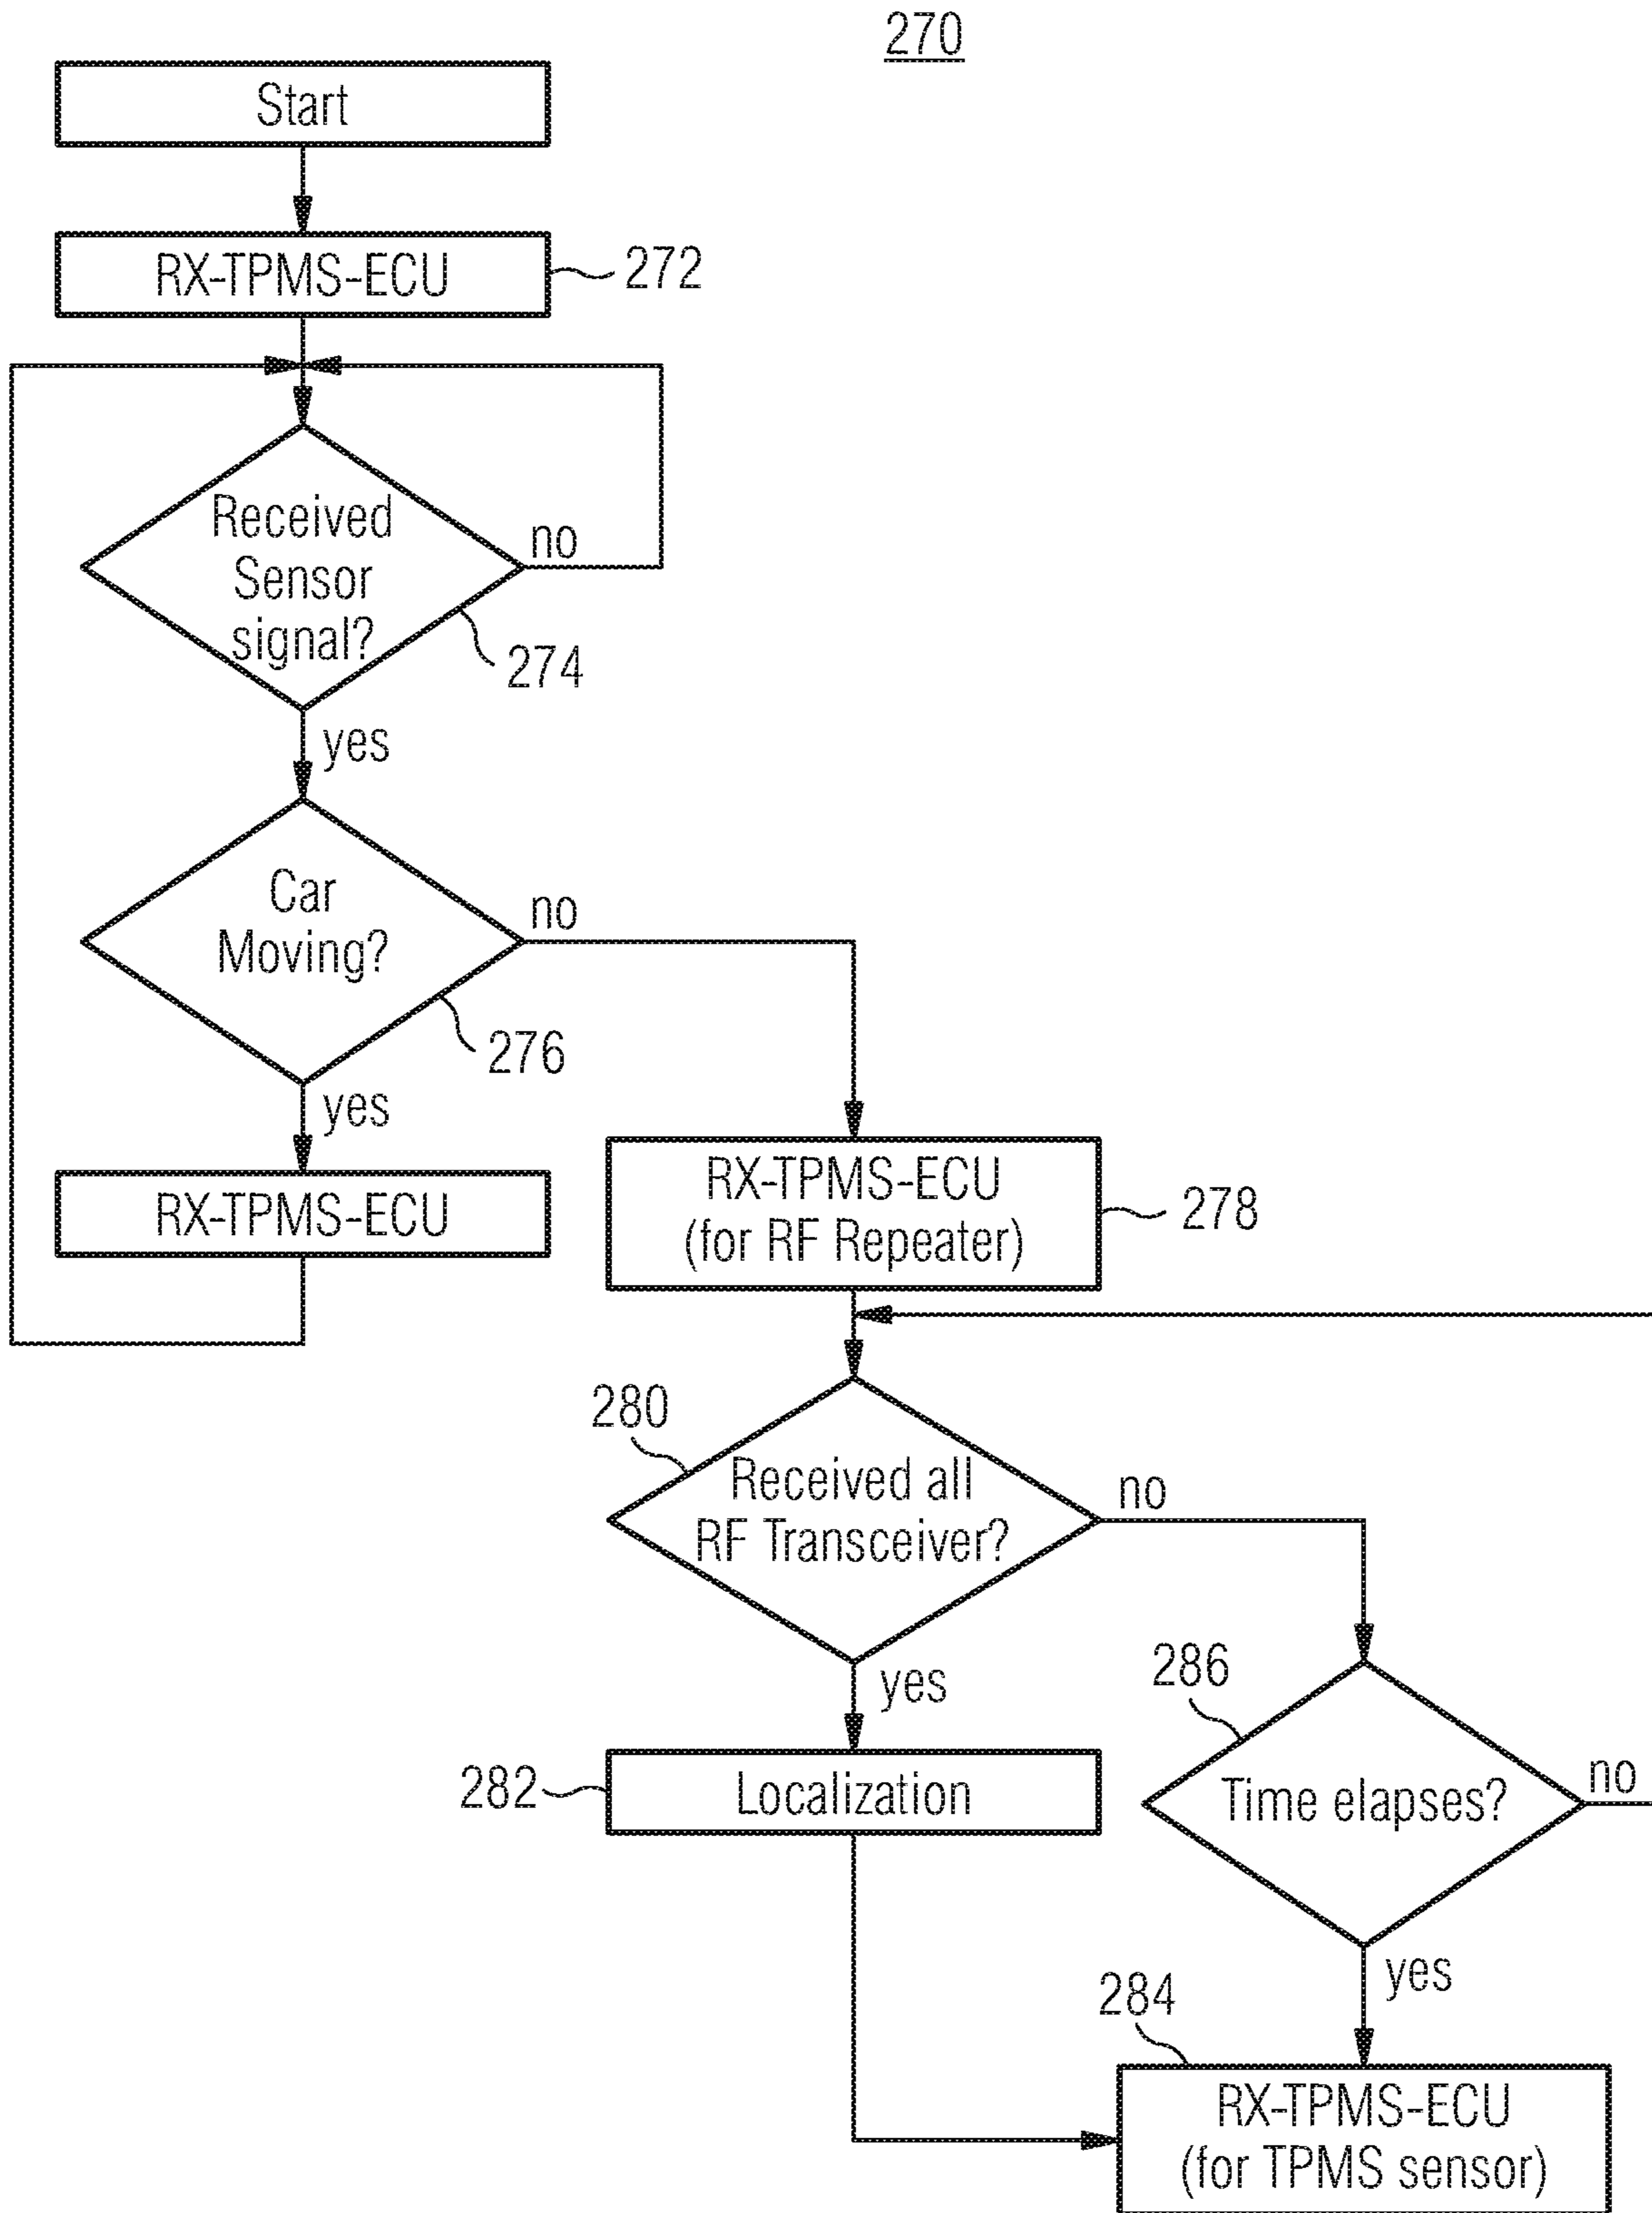 270
Start
RX-TPMS-ECU
272
Received
Sensor
signal?
no
274
yes
Car
Moving?
no
276
yes
RX-TPMS-ECU
RX-TPMS-ECU
(for RF Repeater)
278
280
Received all
RF Transceiver?
no
yes
286
282
Localization
Time elapses?
no
yes
284
RX-TPMS-ECU
(for TPMS sensor)